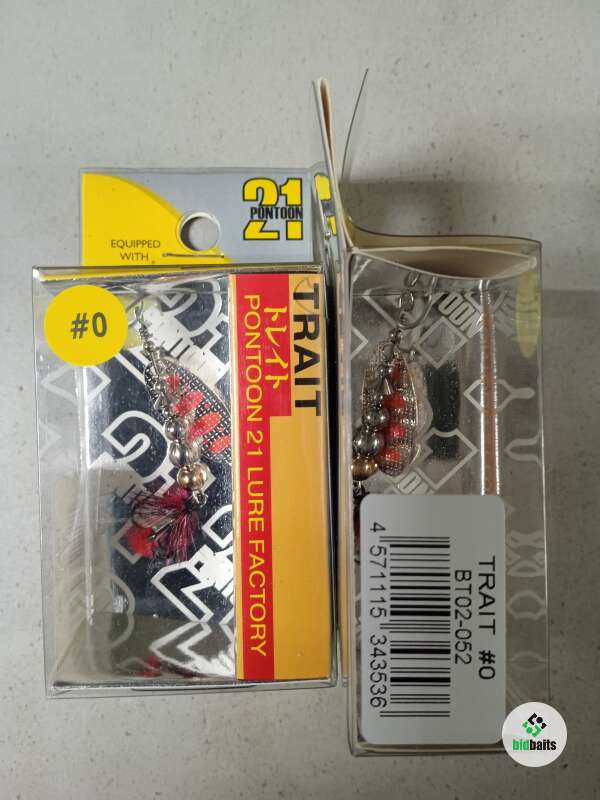 21
PONTOON
EQUIPPED
WITH
#0
TRAIT
トレイト
PONTOON 21 LURE FACTORY
TRAIT #0
BT02-052
4 571115 343536
bidbaits